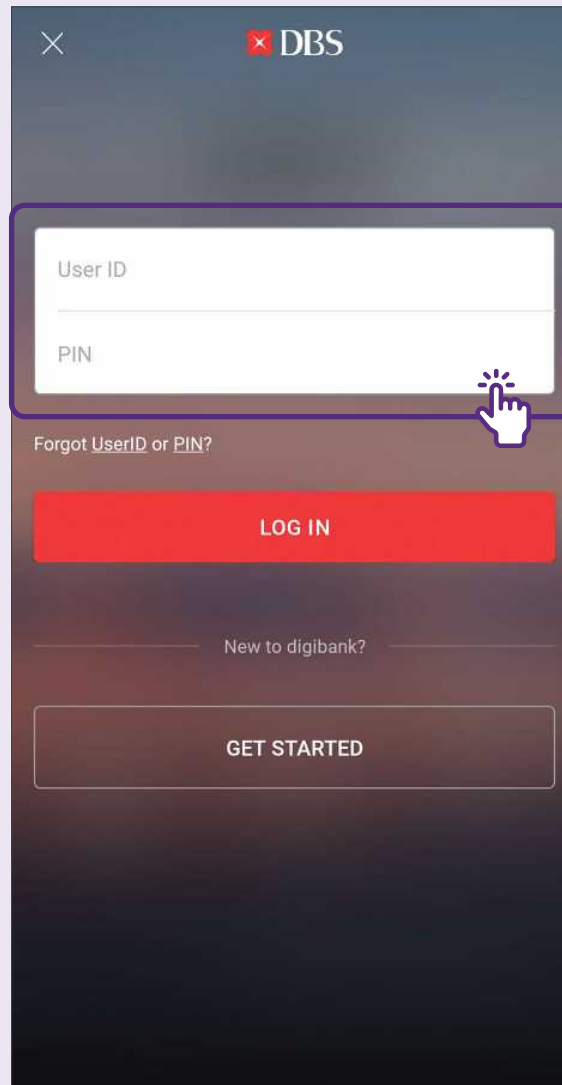 DBS
User ID
PIN
Forgot UserID or PIN?
LOG IN
New to digibank?
GET STARTED